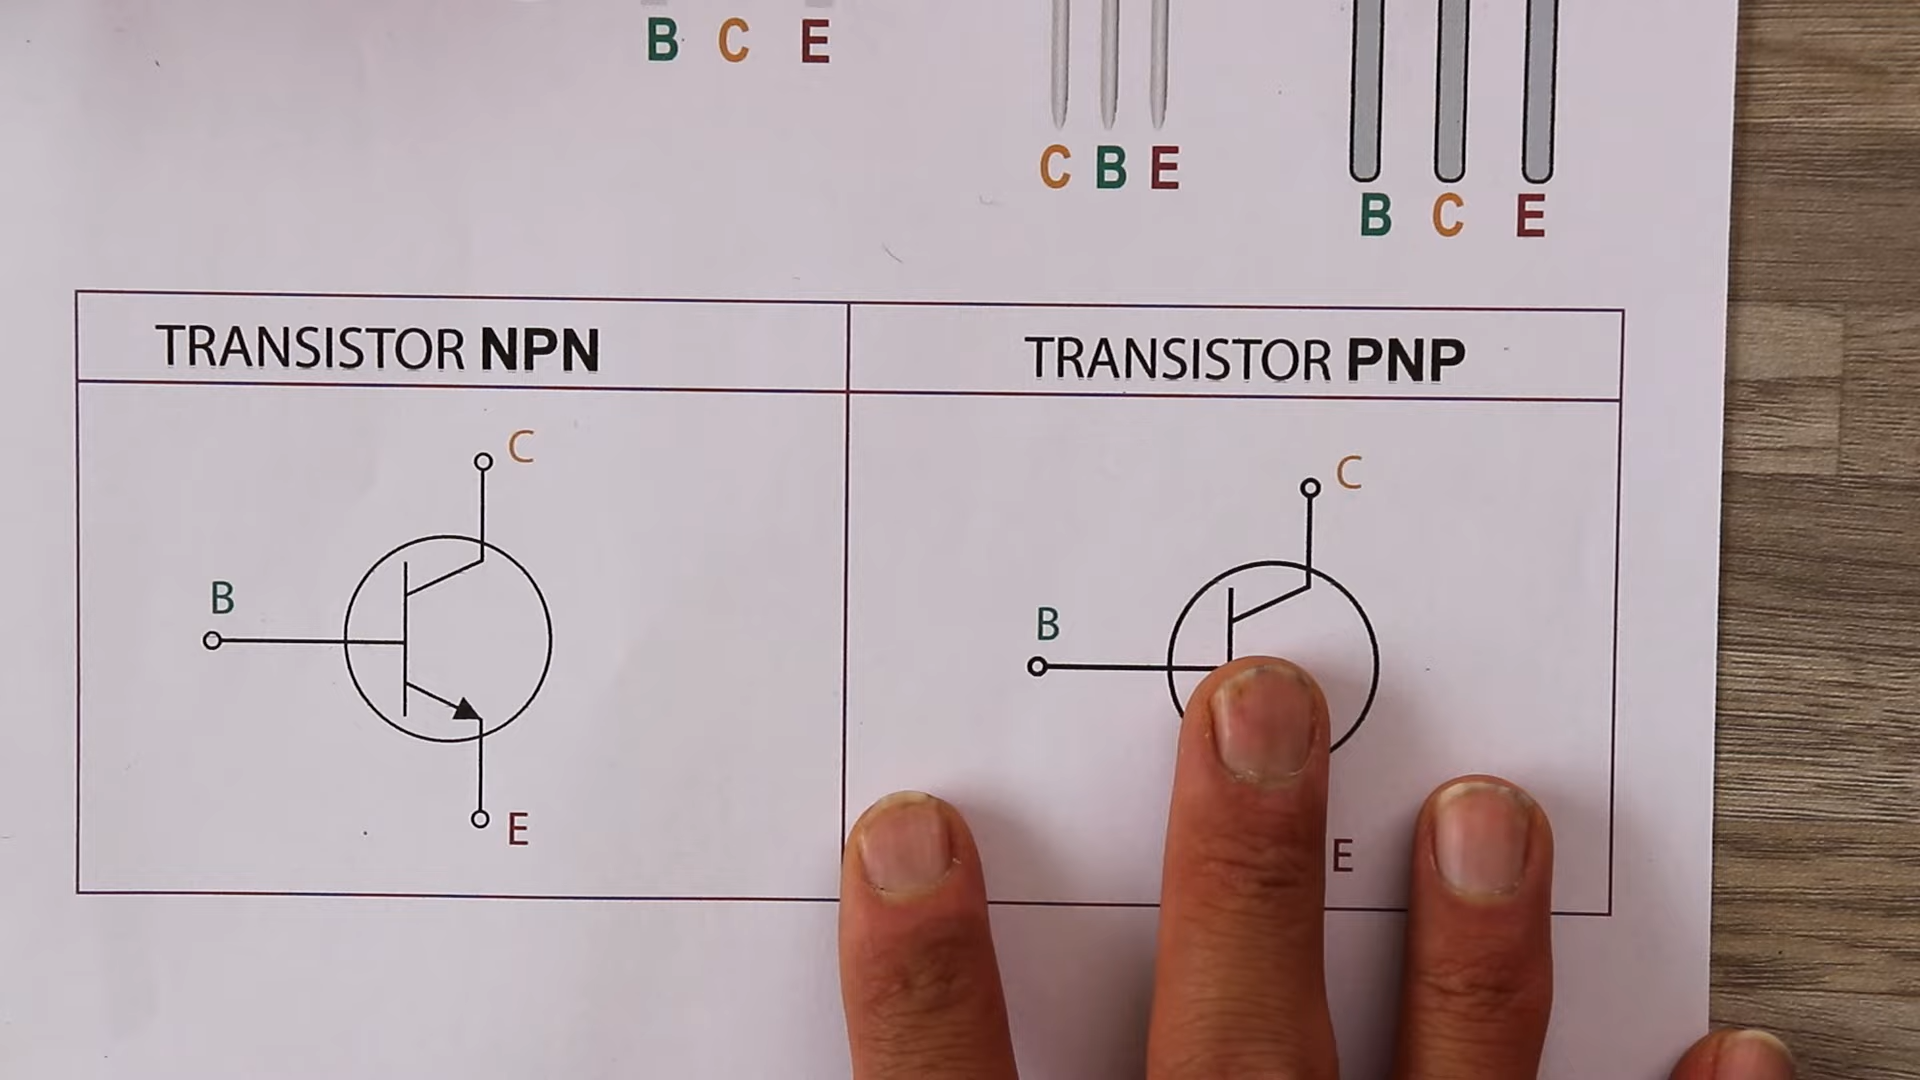 B C E
C B E
B C E
TRANSISTOR NPN
TRANSISTOR PNP
C
B
E
C
B
E